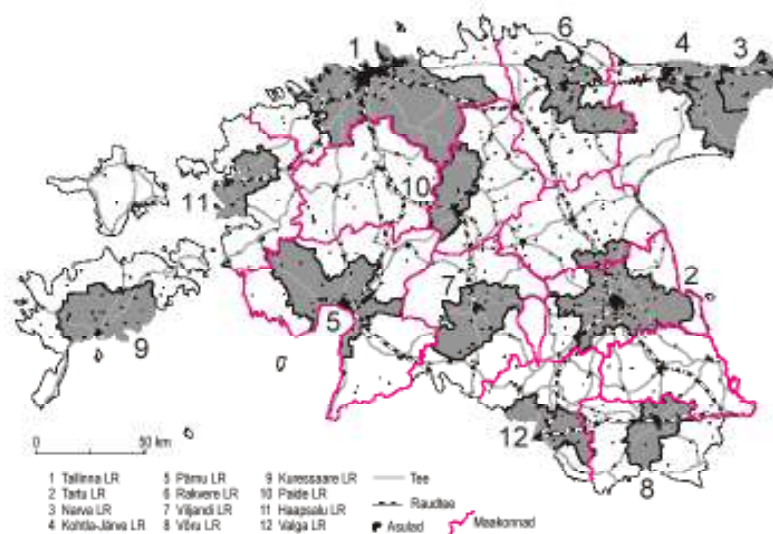 1
6
4
3
10
11
2
7
5
9
12
8
0 50 km
1 Tallinna LR
2 Tartu LR
3 Narva LR
4 Kohtla-Järve LR
5 Pärnu LR
6 Rakvere LR
7 Viljandi LR
8 Võru LR
9 Kuressaare LR
10 Paide LR
11 Haapsalu LR
12 Valga LR
Tee
Raudtee
Asulad
Maakonnad